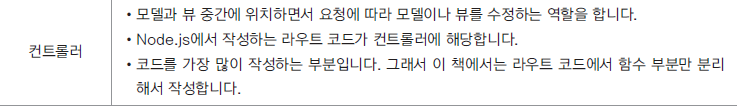 컨트롤러
• 모델과 뷰 중간에 위치하면서 요청에 따라 모델이나 뷰를 수정하는 역할을 합니다.
• Node.js에서 작성하는 라우트 코드가 컨트롤러에 해당합니다.
• 코드를 가장 많이 작성하는 부분입니다. 그래서 이 책에서는 라우트 코드에서 함수 부분만 분리
해서 작성합니다.